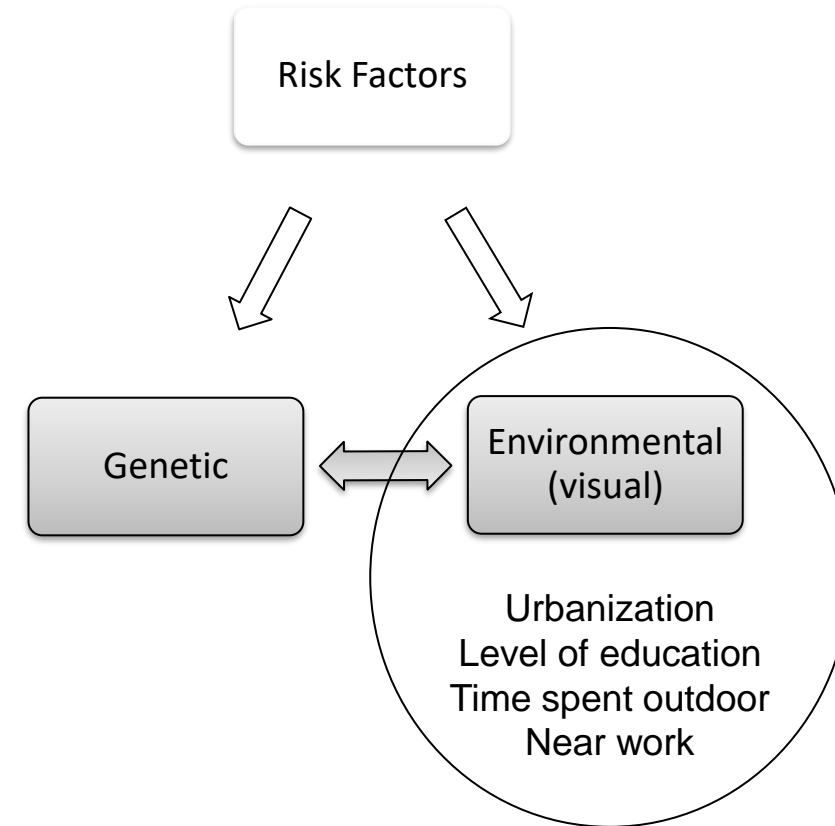 Risk Factors
Genetic
Environmental
(visual)
Urbanization
Level of education
Time spent outdoor
Near work